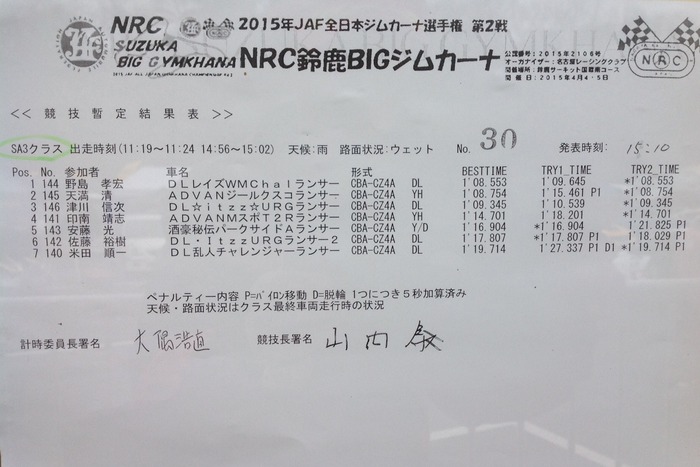 NRC 2015年JAF全日本ジムカーナ選手権 第2戦
SUZUKA
BIG GYMKHANA NRC鈴鹿BIGジムカーナ
公認番号:2015年2106号
オーガナイザー:名古屋レーシングクラブ
開催場所:鈴鹿サーキット国際南コース
開催日:2015年4月4・5日
NRC
<< 競技暫定結果表 >>
SA3クラス 出走時刻(11:19〜11:24 14:56〜15:02) 天候:雨 路面状況:ウェット No. 30 発表時刻: 15:10
Pos. No. 参加者 車名 形式 BESTTIME TRY1_TIME TRY2_TIME
1 144 野島 孝宏 DLレイズWMChalランサー CBA-CZ4A DL 1'08.553 1'09.645 *1'08.553
2 145 天満 清 ADVANジールスクコランサー CBA-CZ4A YH 1'08.754 1'15.461 P1 *1'08.754
3 146 津川 信次 DL☆itzz☆URGランサー CBA-CZ4A DL 1'09.345 1'10.539 *1'09.345
4 141 印南 靖志 ADVANMスポT2Rランサー CBA-CZ4A YH 1'14.701 1'18.201 *1'14.701
5 143 安藤 光 酒豪秘伝パークサイドAランサー CBA-CZ4A Y/D 1'16.904 *1'16.904 1'21.825 P1
6 142 佐藤 裕樹 DL・ItzzURGランサー2 CBA-CZ4A DL 1'17.807 *1'17.807 P1 1'18.029 P1
7 140 米田 順一 DL乱人チャレンジャーランサー CBA-CZ4A DL 1'19.714 1'27.337 P1 D1 *1'19.714 P1
ペナルティー内容 P=パイロン移動 D=脱輪 1つにつき5秒加算済み
天候・路面状況はクラス最終車両走行時の状況
計時委員長署名 大隅浩直 競技長署名 山内